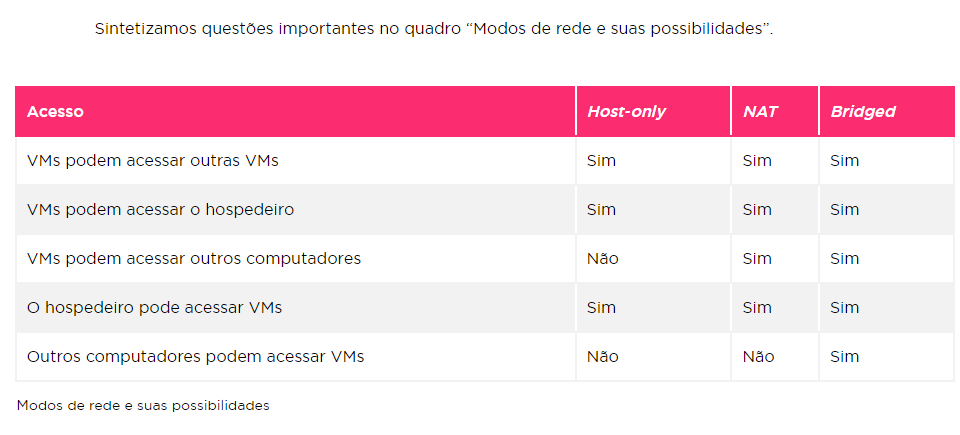 Sintetizamos questões importantes no quadro “Modos de rede e suas possibilidades”.
Acesso Host-only NAT Bridged
VMs podem acessar outras VMs Sim Sim Sim
VMs podem acessar o hospedeiro Sim Sim Sim
VMs podem acessar outros computadores Não Sim Sim
O hospedeiro pode acessar VMs Sim Sim Sim
Outros computadores podem acessar VMs Não Não Sim
Modos de rede e suas possibilidades